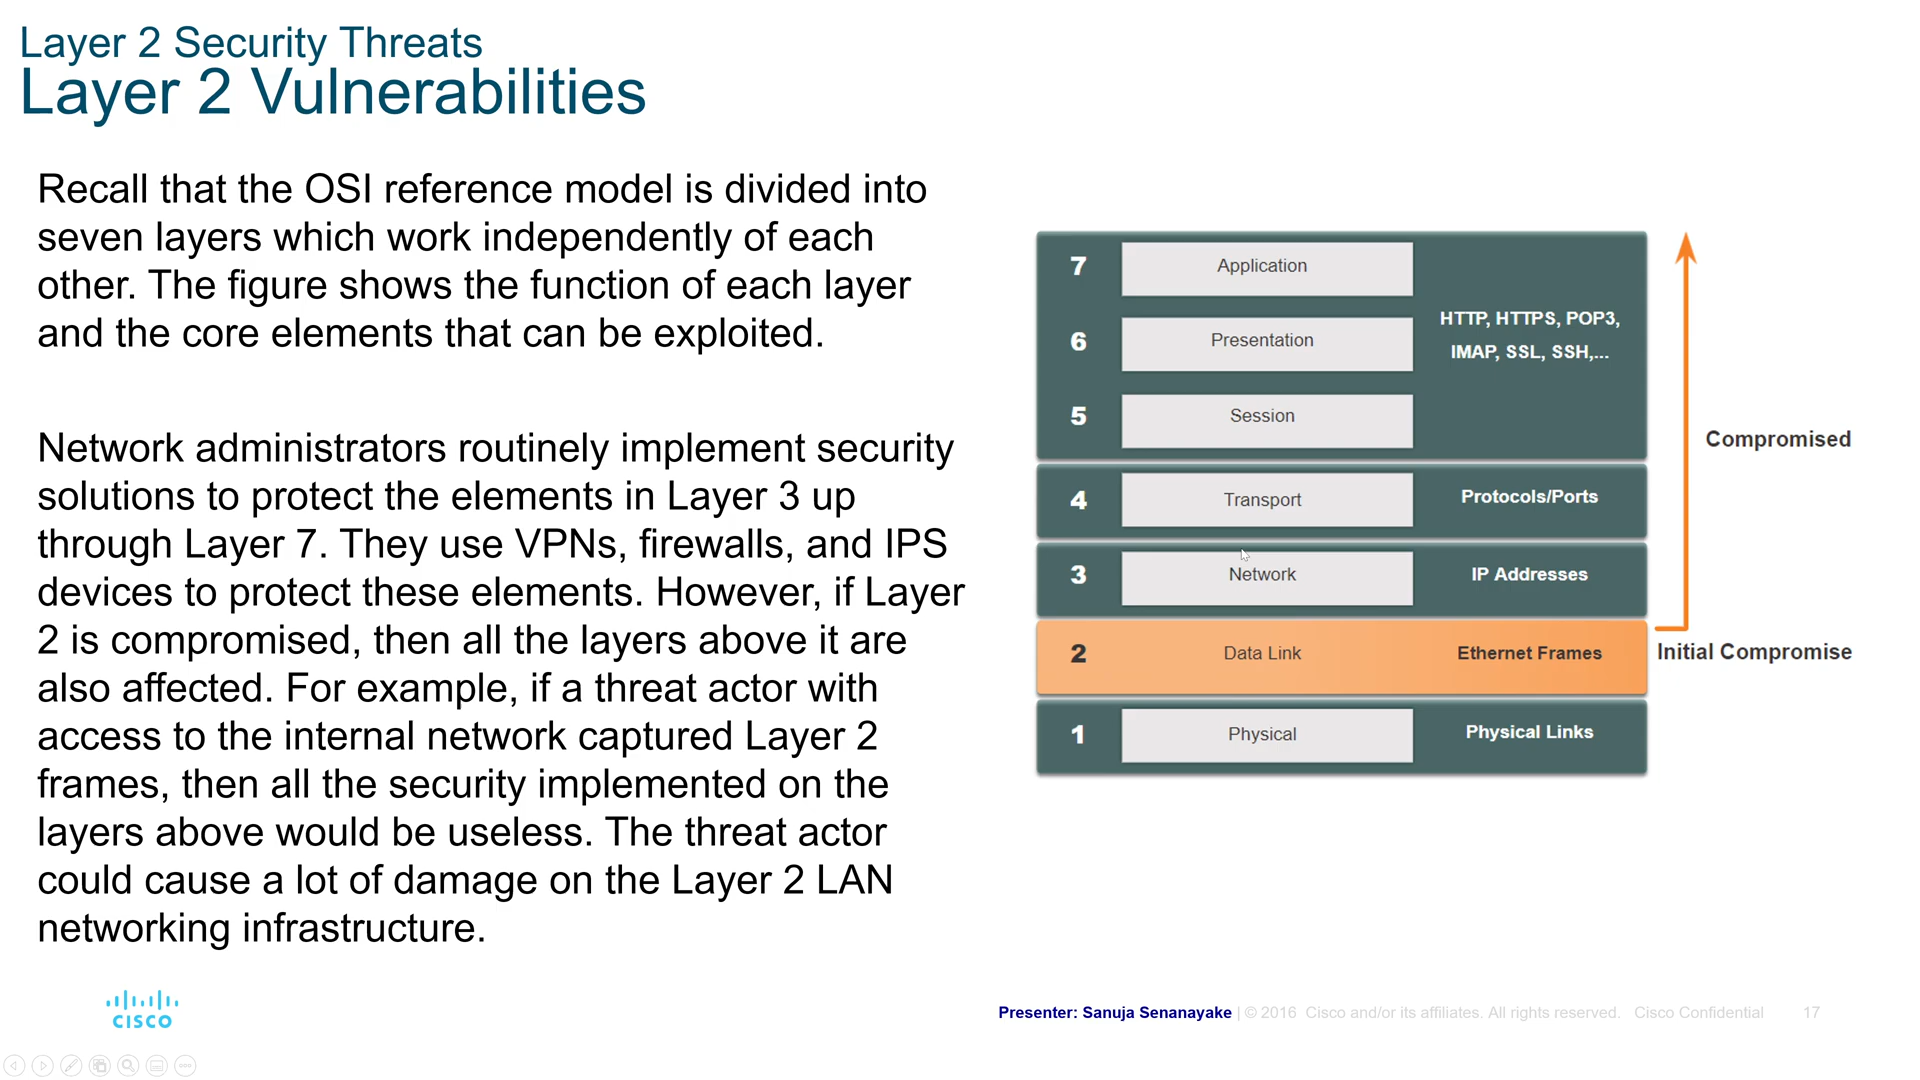 Layer 2 Security Threats
Layer 2 Vulnerabilities
Recall that the OSI reference model is divided into
seven layers which work independently of each
other. The figure shows the function of each layer
and the core elements that can be exploited.
Network administrators routinely implement security
solutions to protect the elements in Layer 3 up
through Layer 7. They use VPNs, firewalls, and IPS
devices to protect these elements. However, if Layer
2 is compromised, then all the layers above it are
also affected. For example, if a threat actor with
access to the internal network captured Layer 2
frames, then all the security implemented on the
layers above would be useless. The threat actor
could cause a lot of damage on the Layer 2 LAN
networking infrastructure.
7 Application
6 Presentation
5 Session
HTTP, HTTPS, POP3,
IMAP, SSL, SSH,...
4 Transport Protocols/Ports
3 Network IP Addresses
2 Data Link Ethernet Frames
1 Physical Physical Links
Compromised
Initial Compromise
CISCO
Presenter: Sanuja Senanayake | © 2016 Cisco and/or its affiliates. All rights reserved. Cisco Confidential 17